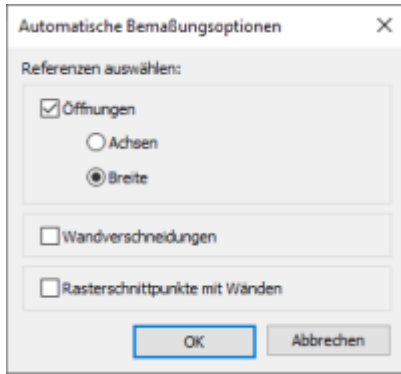 Automatische Bemaßungsoptionen
Referenzen auswählen:
Öffnungen
Achsen
Breite
Wandverschneidungen
Rasterschnittpunkte mit Wänden
OK Abbrechen